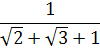 1/(√2 + √3 + 1)